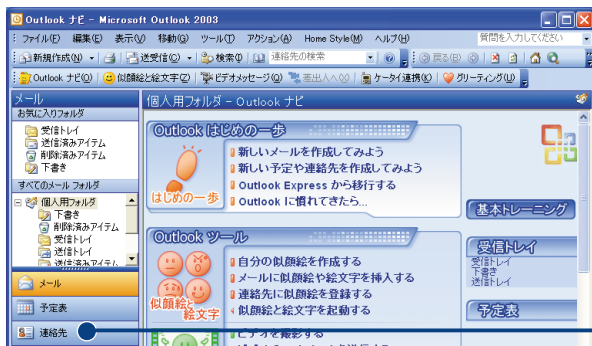 Outlook ナビ - Microsoft Outlook 2003
ファイル(F) 編集(E) 表示(V) 移動(G) ツール(T) アクション(A) Home Style(M) ヘルプ(H) 質問を入力してください
新規作成(N) 送受信(C) 検索(I) 連絡先の検索 戻る(B)
Outlook ナビ(Q) 似顔絵と絵文字(Z) ビデオメッセージ(Q) 差出人へ(X) ケータイ連携(K) グリーティング(U)
メール
お気に入りフォルダ
受信トレイ
送信済みアイテム
削除済みアイテム
下書き
すべてのメール フォルダ
個人用フォルダ
下書き
削除済みアイテム
受信トレイ
送信トレイ
送信済みアイテム
メール
予定表
連絡先
個人用フォルダ - Outlook ナビ
Outlook はじめの一歩
はじめの一歩
新しいメールを作成してみよう
新しい予定や連絡先を作成してみよう
Outlook Express から移行する
Outlook に慣れてきたら...
Outlook ツール
似顔絵と
絵文字
自分の似顔絵を作成する
メールに似顔絵や絵文字を挿入する
連絡先に似顔絵を登録する
似顔絵と絵文字を起動する
ビデオを撮影する
基本トレーニング
受信トレイ
受信トレイ
下書き
送信トレイ
予定表